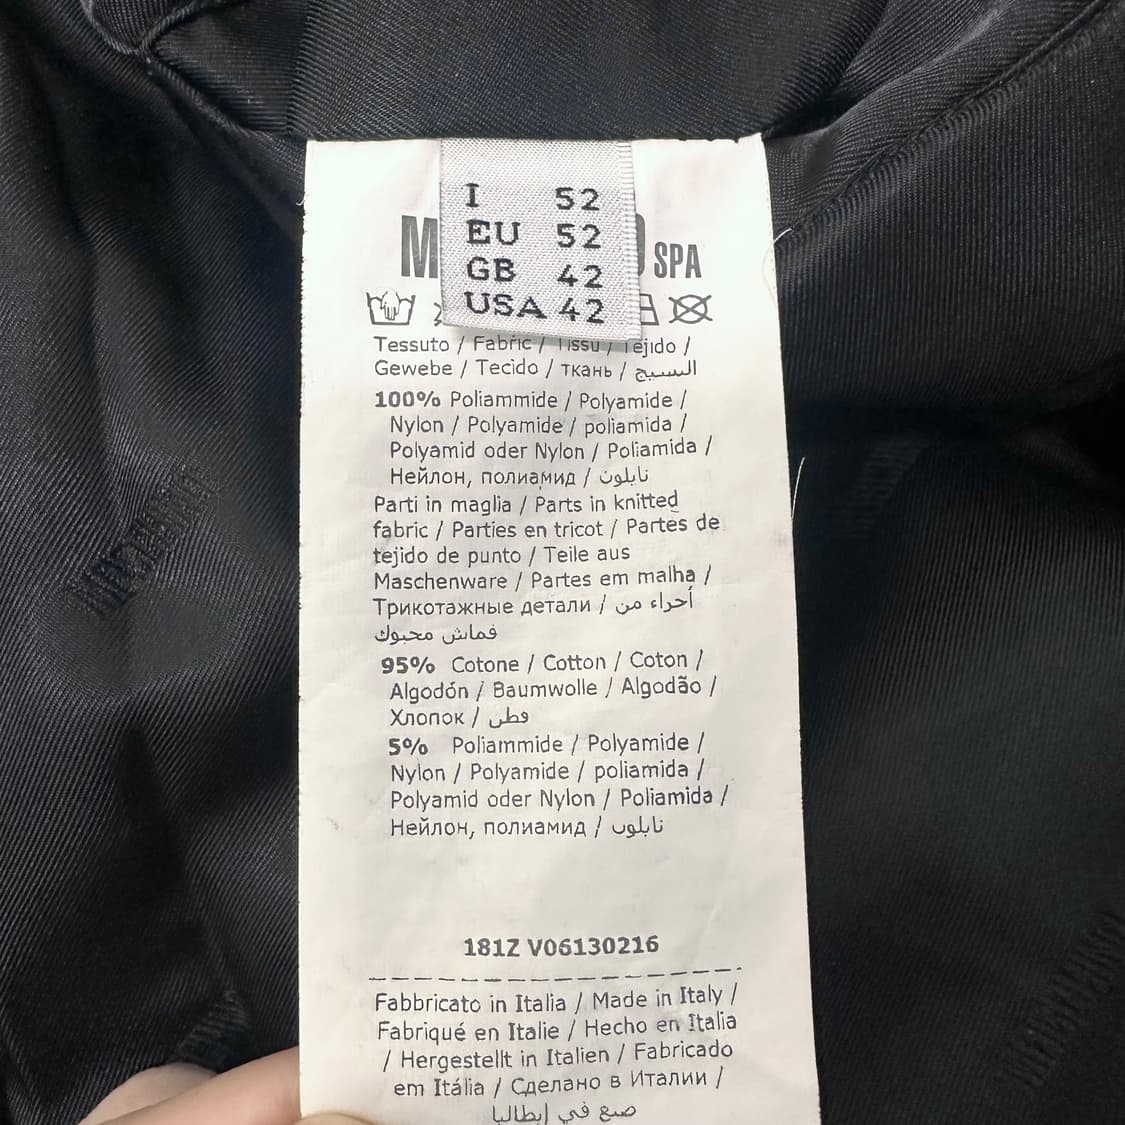 I 52
EU 52
GB 42
USA 42
SPA
Tessuto / Fabric / Tissu / Tejido /
Gewebe / Tecido / ткань / النسيج
100% Poliammide / Polyamide /
Nylon / Polyamide / poliamida /
Polyamid oder Nylon / Poliamida /
Нейлон, полиамид / نابلون
Parti in maglia / Parts in knitted
fabric / Parties en tricot / Partes de
tejido de punto / Teile aus
Maschenware / Partes em malha /
Трикотажные детали / أجزاء من
قماش محبوك
95% Cotone / Cotton / Coton /
Algodón / Baumwolle / Algodão /
Хлопок / قطن
5% Poliammide / Polyamide /
Nylon / Polyamide / poliamida /
Polyamid oder Nylon / Poliamida /
Нейлон, полиамид / نابلون
181Z V06130216
Fabbricato in Italia / Made in Italy /
Fabriqué en Italie / Hecho en Italia
/ Hergestellt in Italien / Fabricado
em Itália / Сделано в Италии /
صنع في إيطاليا